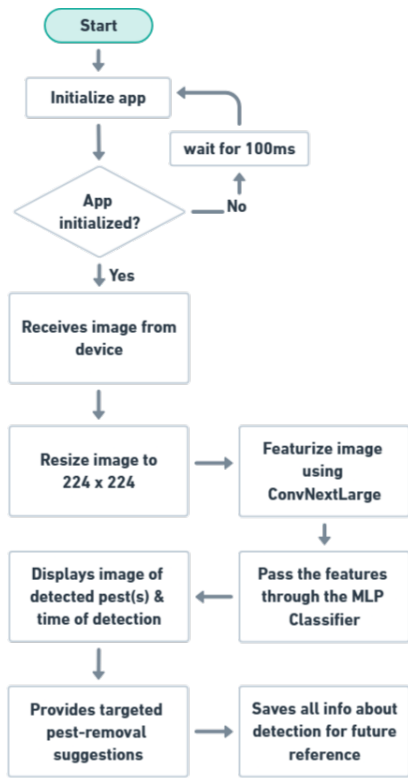 Start
Initialize app
wait for 100ms
App
initialized?
No
Yes
Receives image from
device
Resize image to
224 x 224
Featurize image
using
ConvNextLarge
Pass the features
through the MLP
Classifier
Displays image of
detected pest(s) &
time of detection
Provides targeted
pest-removal
suggestions
Saves all info about
detection for future
reference